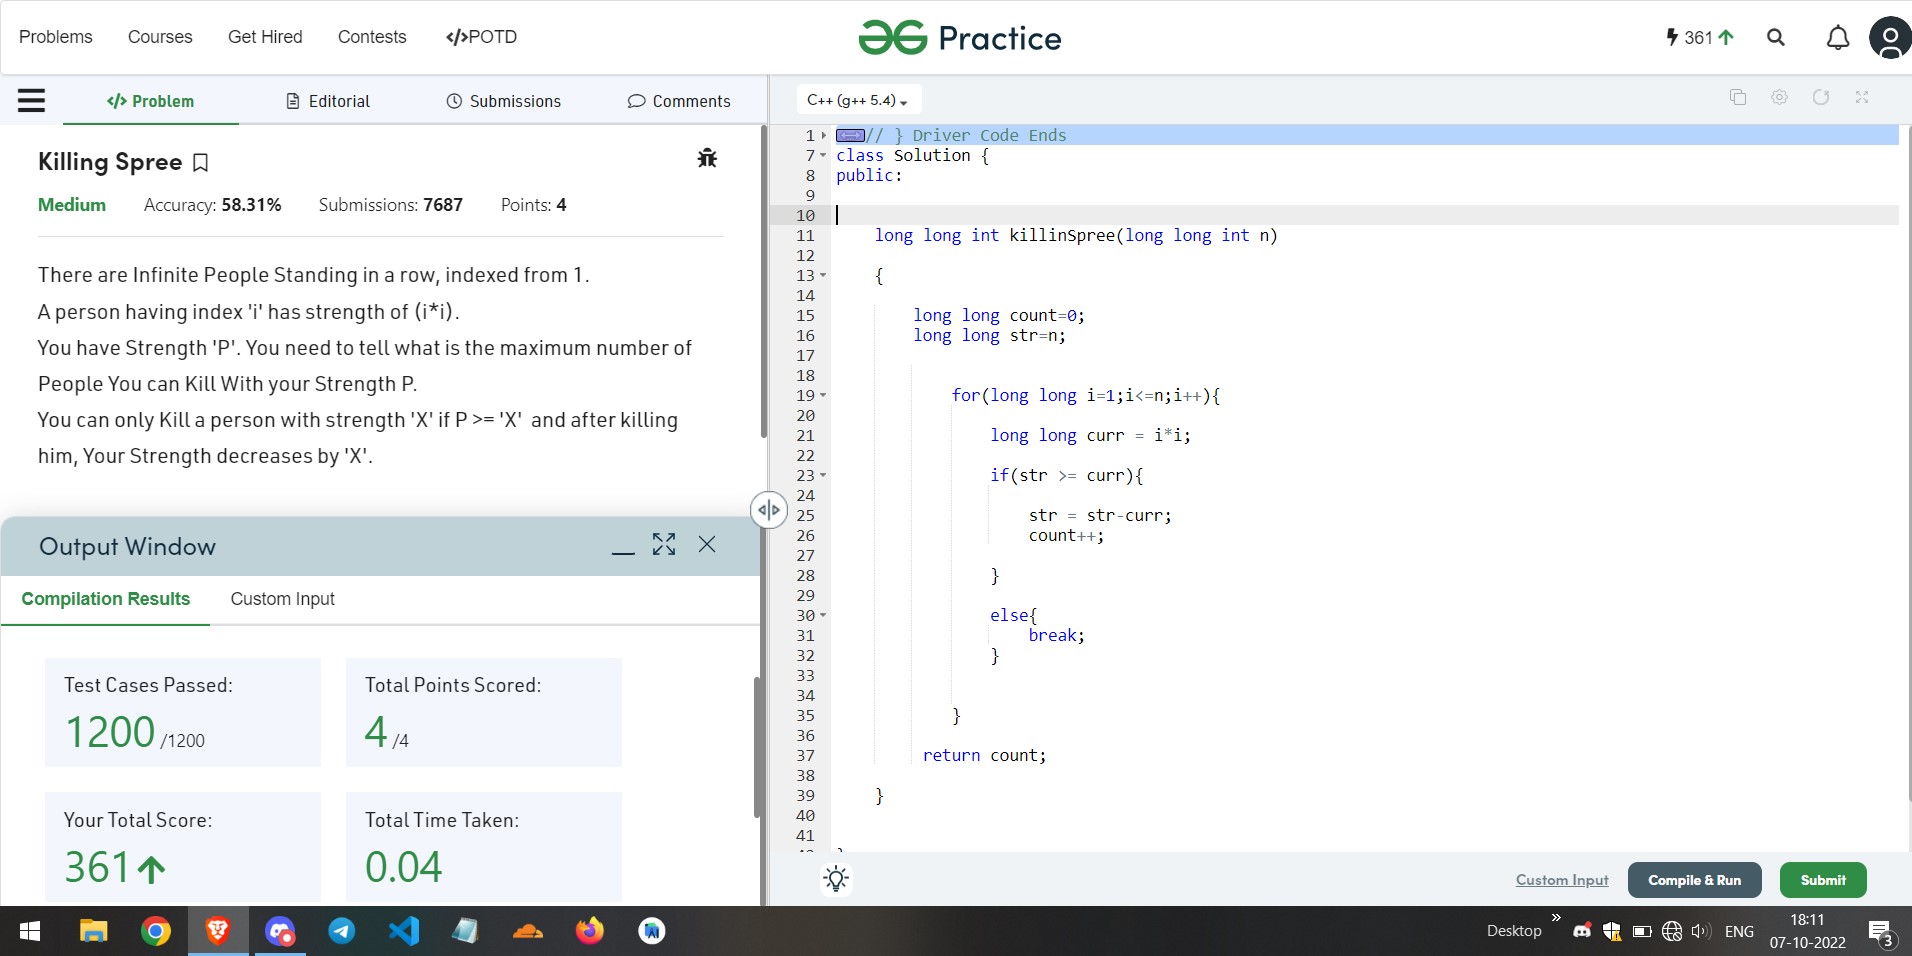 Problems Courses Get Hired Contests </>POTD
Practice
361
</> Problem Editorial Submissions Comments
Killing Spree
Medium Accuracy: 58.31% Submissions: 7687 Points: 4
There are Infinite People Standing in a row, indexed from 1.
A person having index 'i' has strength of (i*i).
You have Strength 'P'. You need to tell what is the maximum number of
People You can Kill With your Strength P.
You can only Kill a person with strength 'X' if P >= 'X'  and after killing
him, Your Strength decreases by 'X'.
Output Window
Compilation Results Custom Input
Test Cases Passed:
1200 /1200
Total Points Scored:
4 /4
Your Total Score:
361
Total Time Taken:
0.04
C++ (g++ 5.4)
1 // } Driver Code Ends
7 class Solution {
8 public:
9
10
11 long long int killinSpree(long long int n)
12
13 {
14
15 long long count=0;
16 long long str=n;
17
18
19 for(long long i=1;i<=n;i++){
20
21 long long curr = i*i;
22
23 if(str >= curr){
24
25 str = str-curr;
26 count++;
27
28 }
29
30 else{
31 break;
32 }
33
34
35 }
36
37 return count;
38
39 }
40
41
Custom Input Compile & Run Submit
Desktop » ENG 18:11
07-10-2022
3